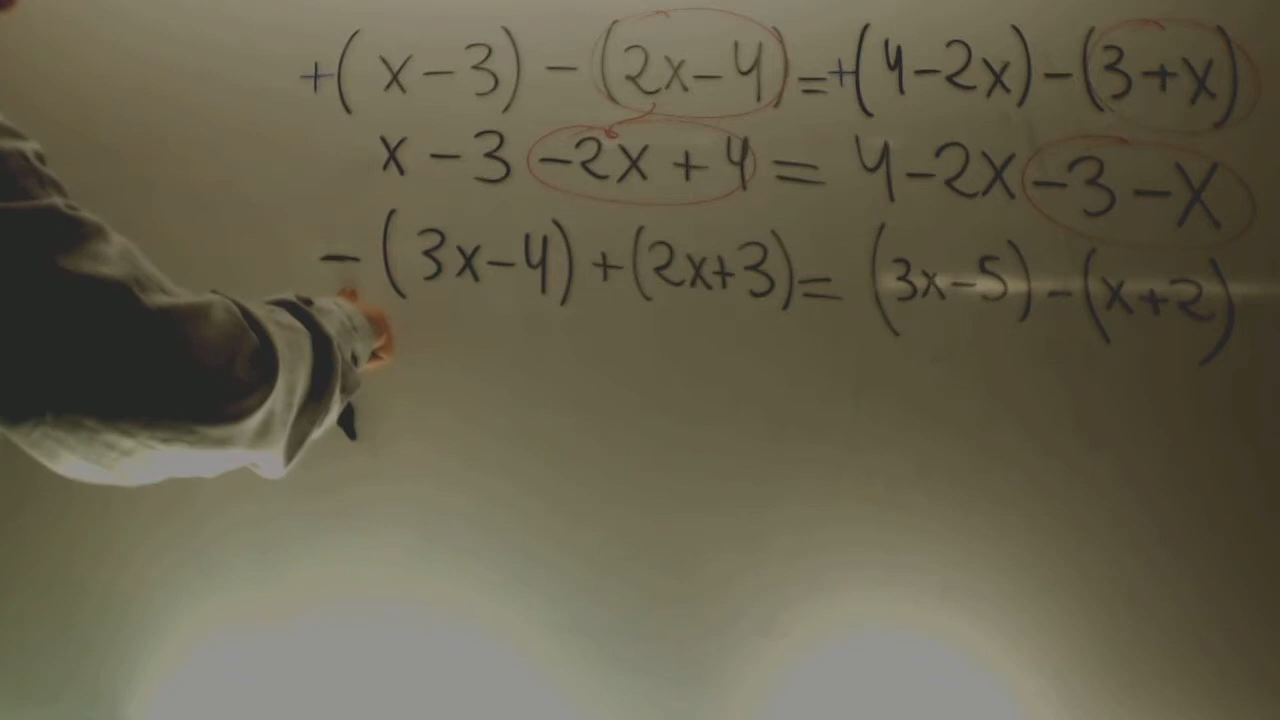 +(x-3)-(2x-4)=+(4-2x)-(3+x)
x-3-2x+4=4-2x-3-x
-(3x-4)+(2x+3)=(3x-5)-(x+2)